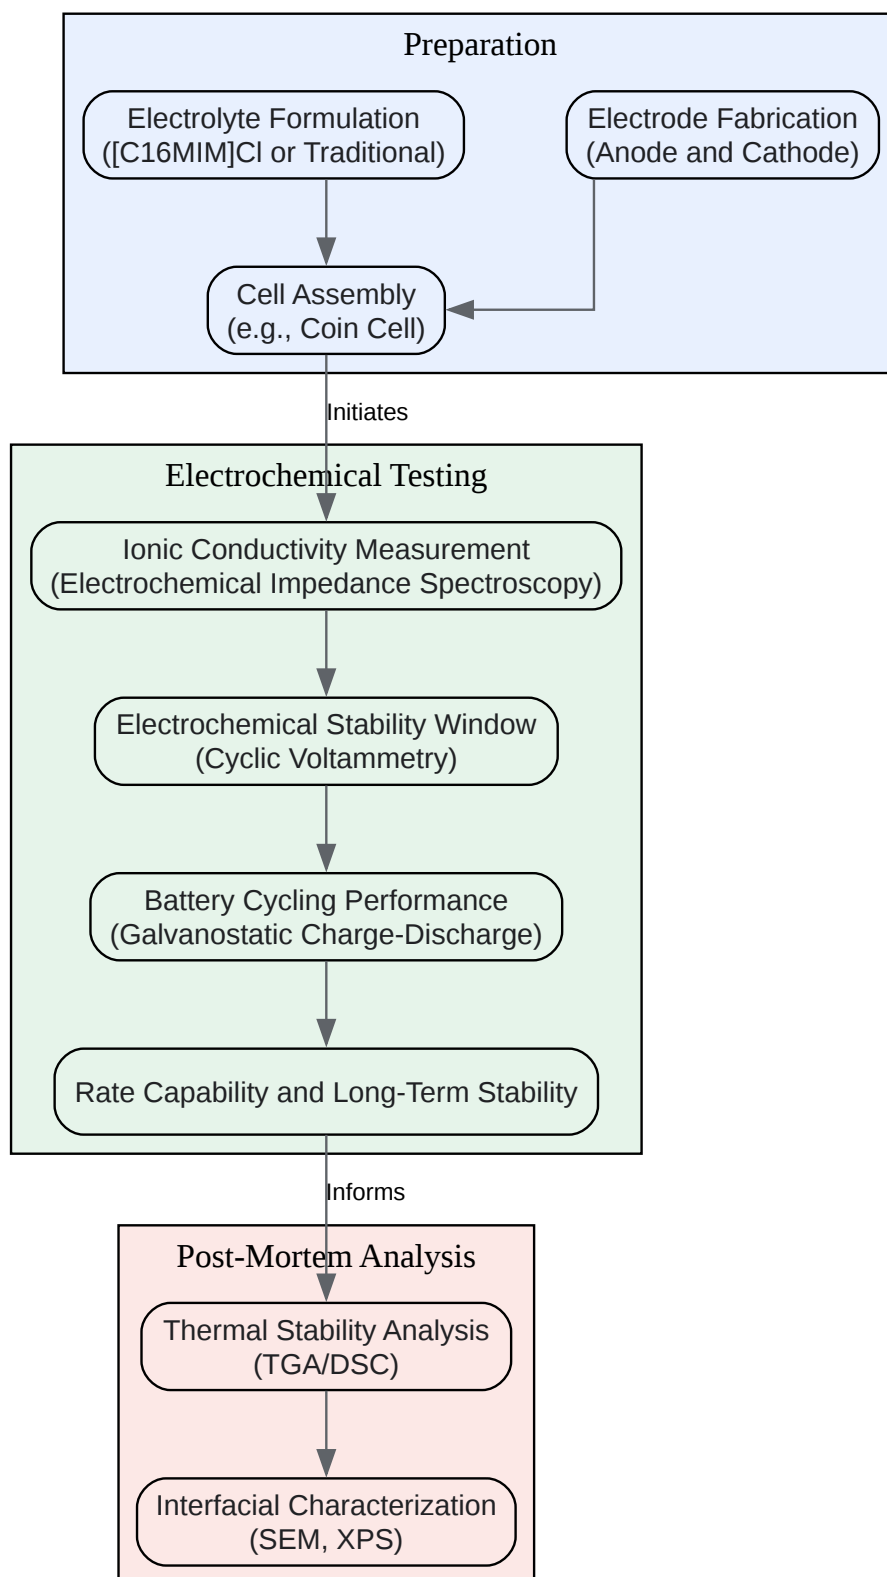 Preparation
Electrolyte Formulation
([C16MIM]Cl or Traditional)
Electrode Fabrication
(Anode and Cathode)
Cell Assembly
(e.g., Coin Cell)
Initiates
Electrochemical Testing
Ionic Conductivity Measurement
(Electrochemical Impedance Spectroscopy)
Electrochemical Stability Window
(Cyclic Voltammetry)
Battery Cycling Performance
(Galvanostatic Charge-Discharge)
Rate Capability and Long-Term Stability
Informs
Post-Mortem Analysis
Thermal Stability Analysis
(TGA/DSC)
Interfacial Characterization
(SEM, XPS)